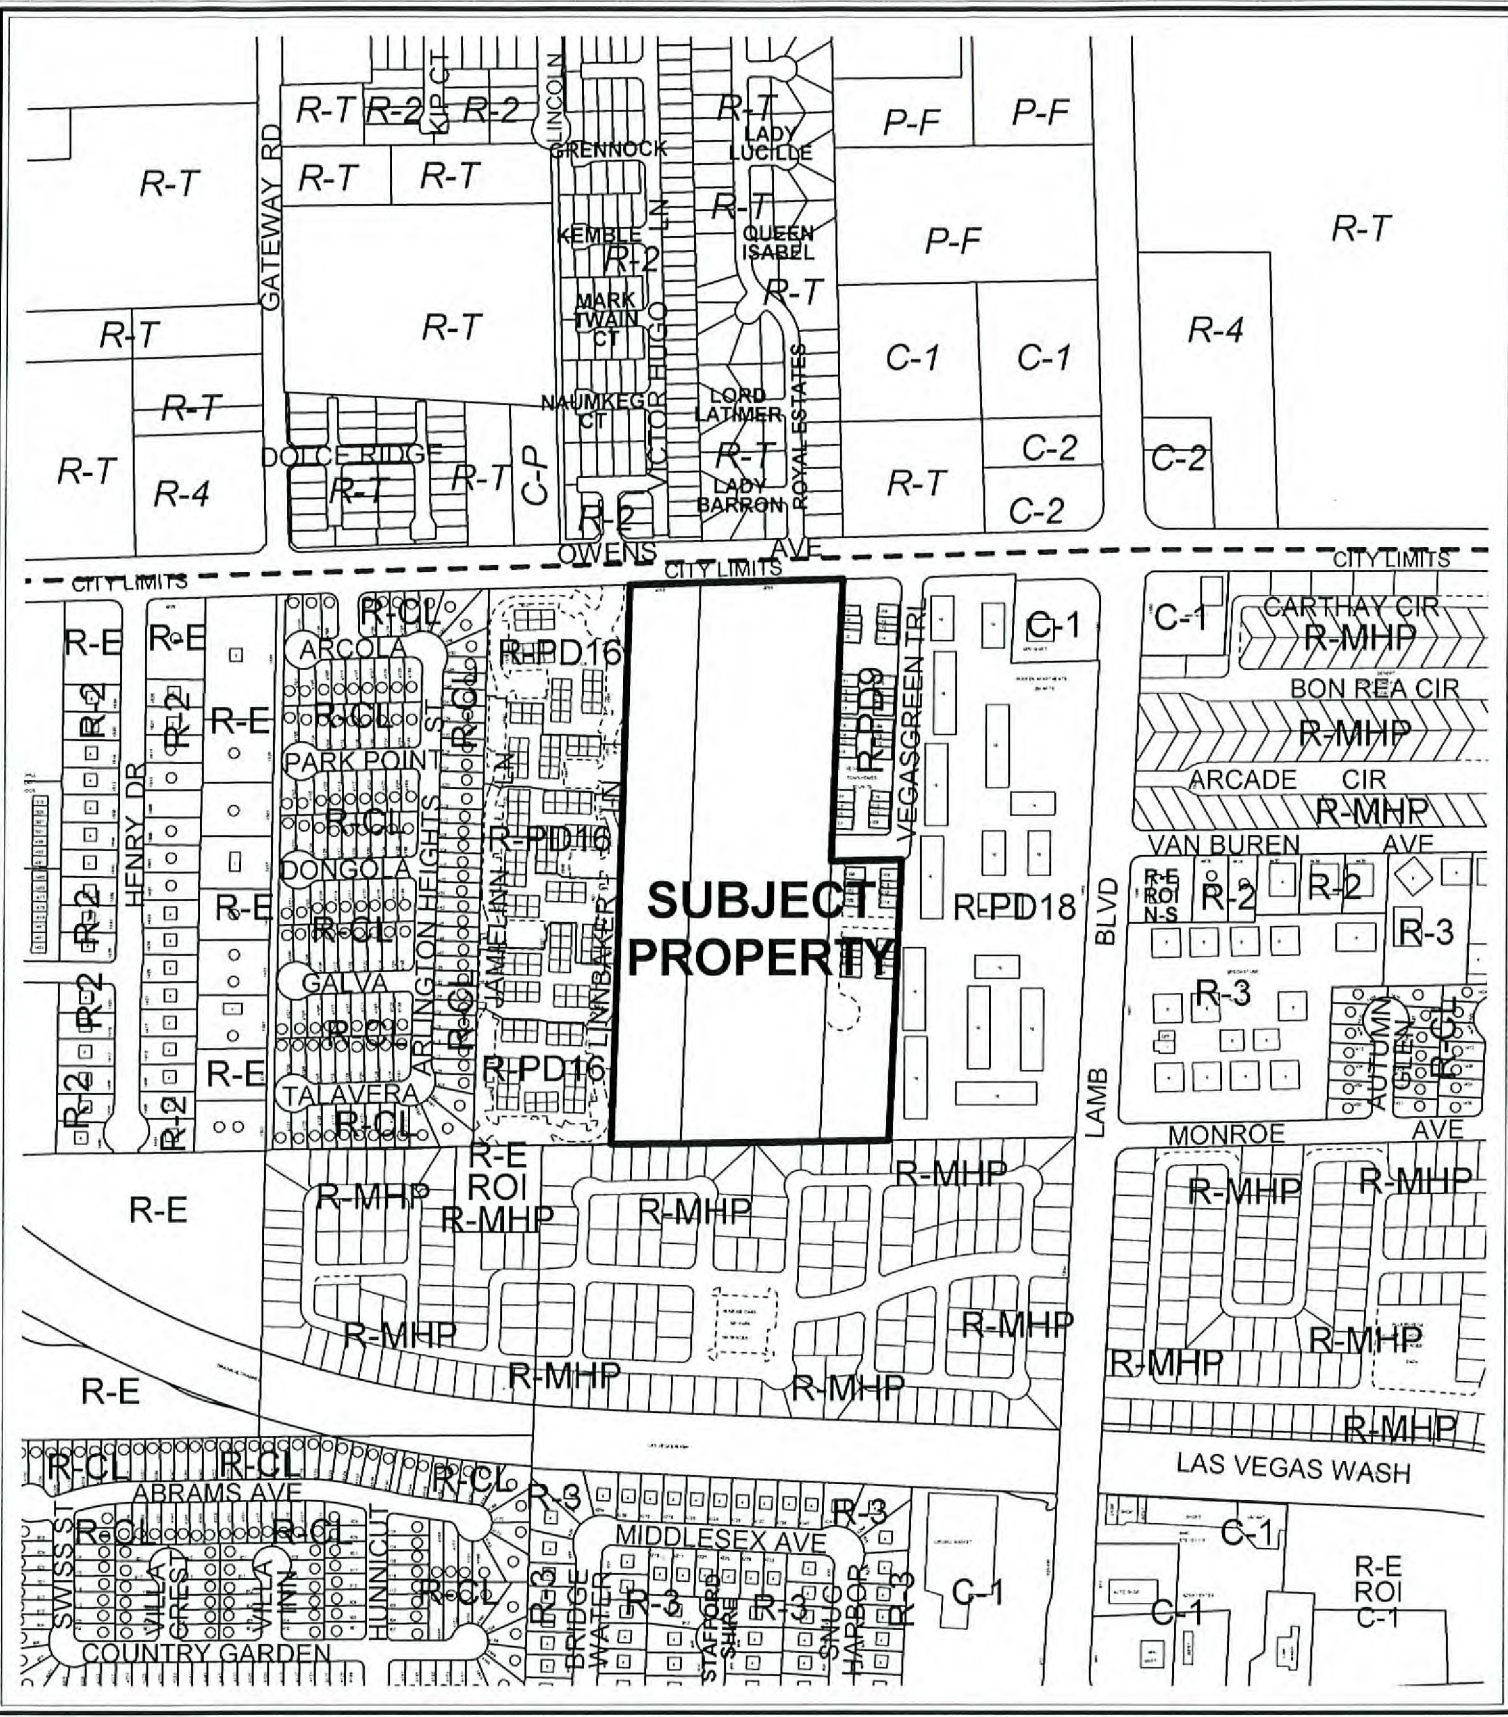 R-T
R-2
KIP CT
R-2
LINCOLN
R-T
P-F
P-F
LADY
LUCILLE
GRENNOCK
GATEWAY RD
R-T
R-T
R-T
R-T
KEMBLE
R-2
LN
QUEEN
ISABEL
P-F
R-T
R-T
MARK
TWAIN
CT
R-T
R-T
C-1
C-1
R-4
R-T
VICTOR HUGO
ROYAL ESTATES
NAUMKEG
CT
LORD
LATIMER
R-T
DOLCE RIDGE
R-T
R-T
C-P
R-T
C-2
C-2
R-T
R-4
R-T
LADY
BARRON
R-T
C-2
R-2
OWENS
AVE
CITY LIMITS
CITY LIMITS
CITY LIMITS
R-E
R-E
R-CL
ARCOLA
R-PD16
C-1
C-1
CARTHAY CIR
R-MHP
R-2
R-2
R-E
R-CL
R-CL
ST
R-PD9
VEGASGREEN TRL
BON REA CIR
R-MHP
PARK POINT
HENRY DR
ARCADE
CIR
R-CL
R-PD16
R-MHP
VAN BUREN
AVE
DONGOLA
ARLINGTON HEIGHTS
JAMIELINN LN
LINNBAKER LN
R-2
R-E
R-CL
SUBJECT
PROPERTY
R-PD18
BLVD
R-E
ROI
N-S
R-2
R-2
R-3
GALVA
R-2
R-CL
R-CL
R-3
AUTUMN
GLEN
R-CL
R-2
R-E
R-PD16
TALAVERA
R-CL
R-2
LAMB
MONROE
AVE
R-E
ROI
R-MHP
R-E
R-MHP
R-MHP
R-MHP
R-MHP
R-MHP
R-MHP
R-MHP
R-MHP
R-MHP
R-MHP
R-MHP
R-E
R-MHP
LAS VEGAS WASH
R-CL
R-CL
R-CL
ABRAMS AVE
R-3
R-3
SWISS ST
R-CL
R-CL
HUNNICUT
MIDDLESEX AVE
C-1
VILLA
CREST
VILLA
INN
R-CL
R-3
BRIDGE
WATER
R-3
STAFFORD
SHIRE
R-3
SNUG
HARBOR
R-3
C-1
C-1
R-E
ROI
C-1
COUNTRY GARDEN